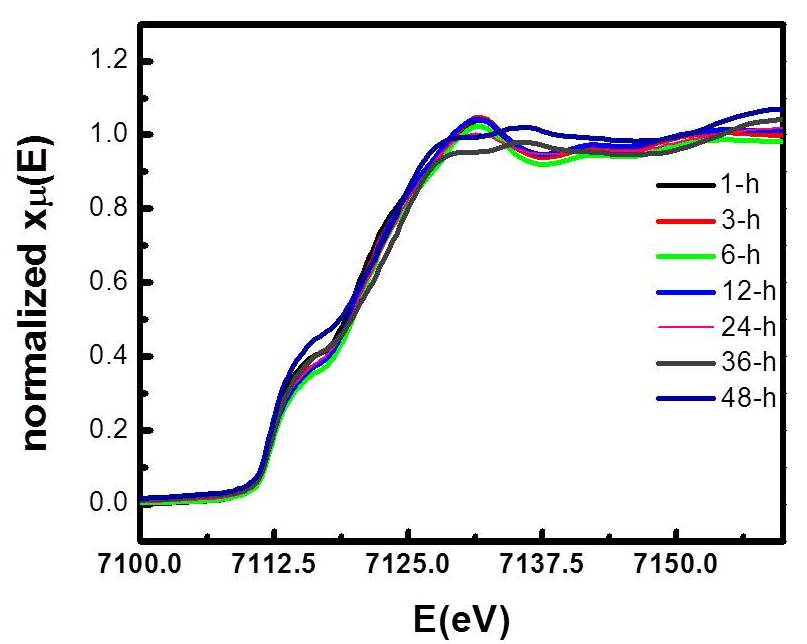 normalized xμ(E)
1.2
1.0
0.8
0.6
0.4
0.2
0.0
1-h
3-h
6-h
12-h
24-h
36-h
48-h
7100.0 7112.5 7125.0 7137.5 7150.0
E(eV)